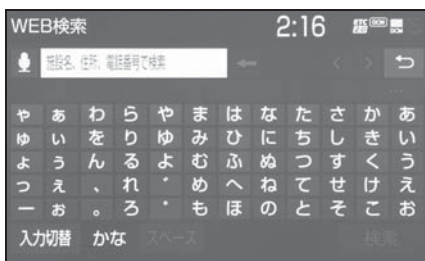 WEB検索 2:16 ETC
施設名、住所、電話番号で検索 ← < >
ゃ ぁ わ ら や ま は な た さ か あ
ゅ ぃ を り ゆ み ひ に ち し き い
ょ ぅ ん る よ む ふ ぬ つ す く う
っ ぇ 、 れ ゛ め へ ね て せ け え
ー ぉ 。 ろ ゜ も ほ の と そ こ お
入力切替 かな スペース 検索